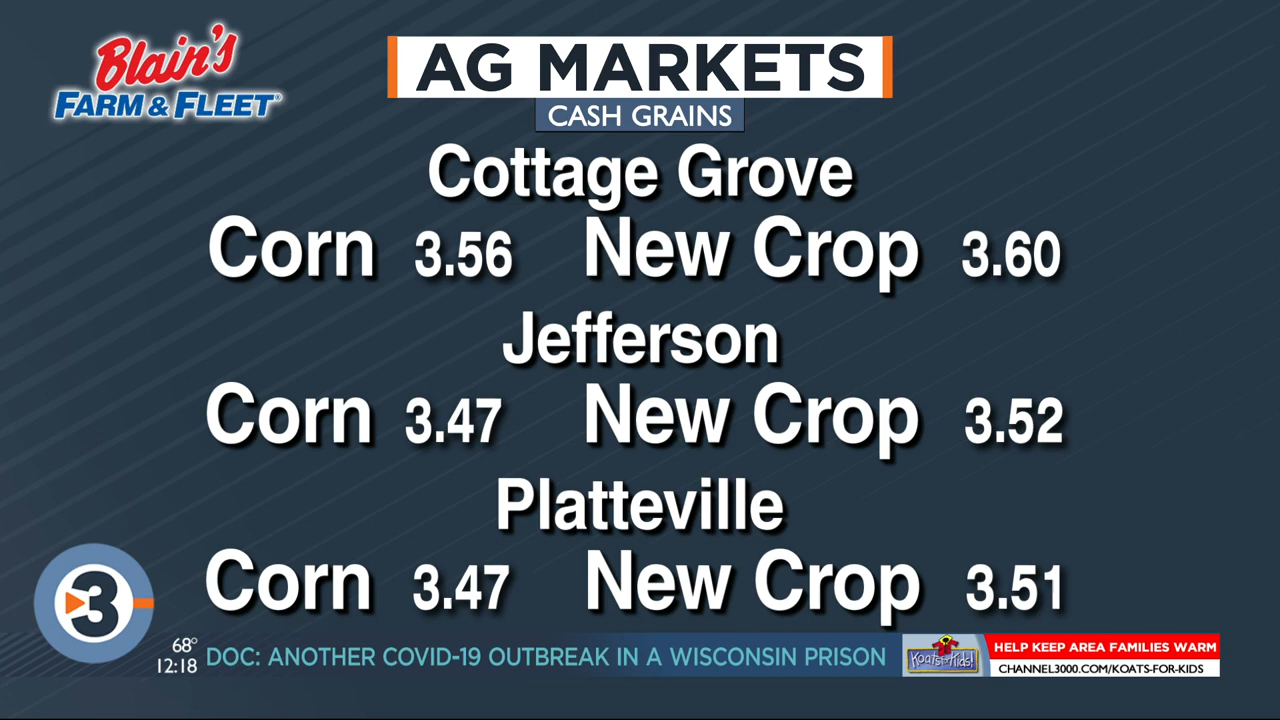 Blain's
FARM & FLEET
AG MARKETS
CASH GRAINS
Cottage Grove
Corn 3.56 New Crop 3.60
Jefferson
Corn 3.47 New Crop 3.52
Platteville
Corn 3.47 New Crop 3.51
3
68°
12:18
DOC: ANOTHER COVID-19 OUTBREAK IN A WISCONSIN PRISON
Koats for Kids!
HELP KEEP AREA FAMILIES WARM
CHANNEL3000.COM/KOATS-FOR-KIDS